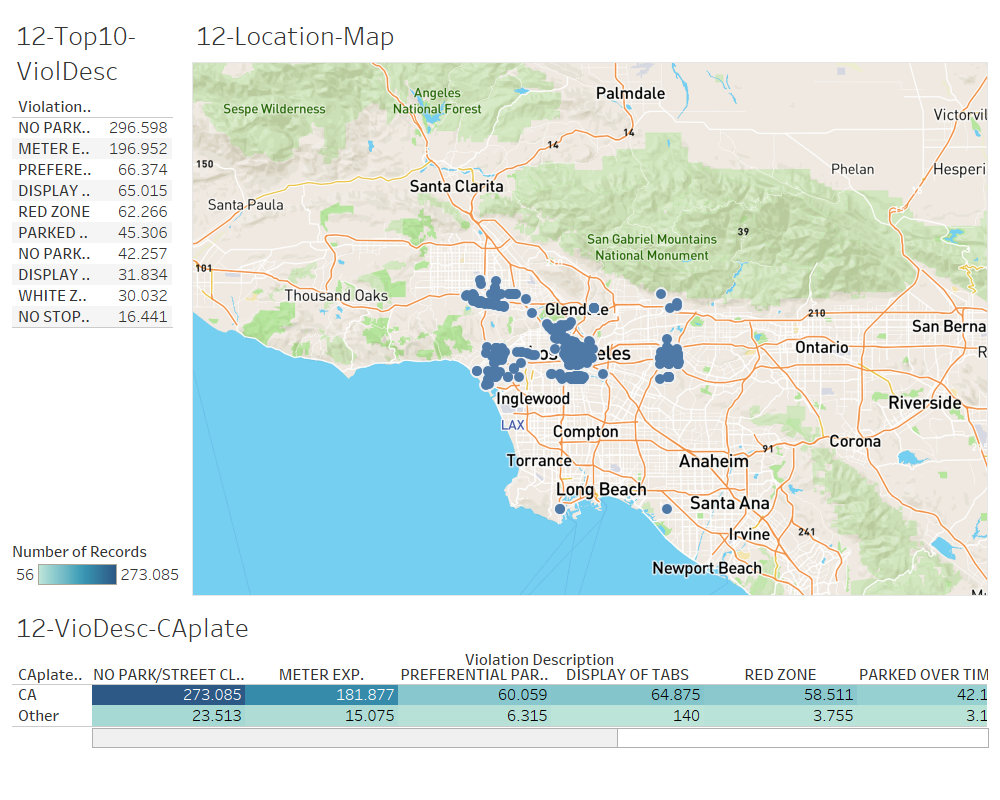 12-Top10-
ViolDesc
Violation..
NO PARK.. 296.598
METER E.. 196.952
PREFERE.. 66.374
DISPLAY .. 65.015
RED ZONE 62.266
PARKED .. 45.306
NO PARK.. 42.257
DISPLAY .. 31.834
WHITE Z.. 30.032
NO STOP.. 16.441
Number of Records
56 273.085
12-Location-Map
Palmdale
Angeles
National Forest
Sespe Wilderness
Victorvil
14
14
150
Phelan
Hesperi
Santa Clarita
Santa Paula
39
San Gabriel Mountains
National Monument
101
Thousand Oaks
Glend
210
San Berna
Ontario
eles
R
Inglewood
Riverside
LAX
Compton
Corona
91
Torrance
Anaheim
Long Beach
Santa Ana
Irvine
241
Newport Beach
12-VioDesc-CAplate
Violation Description
CAplate.. NO PARK/STREET CL.. METER EXP. PREFERENTIAL PAR.. DISPLAY OF TABS RED ZONE PARKED OVER TIM
CA 273.085 181.877 60.059 64.875 58.511 42.1
Other 23.513 15.075 6.315 140 3.755 3.1